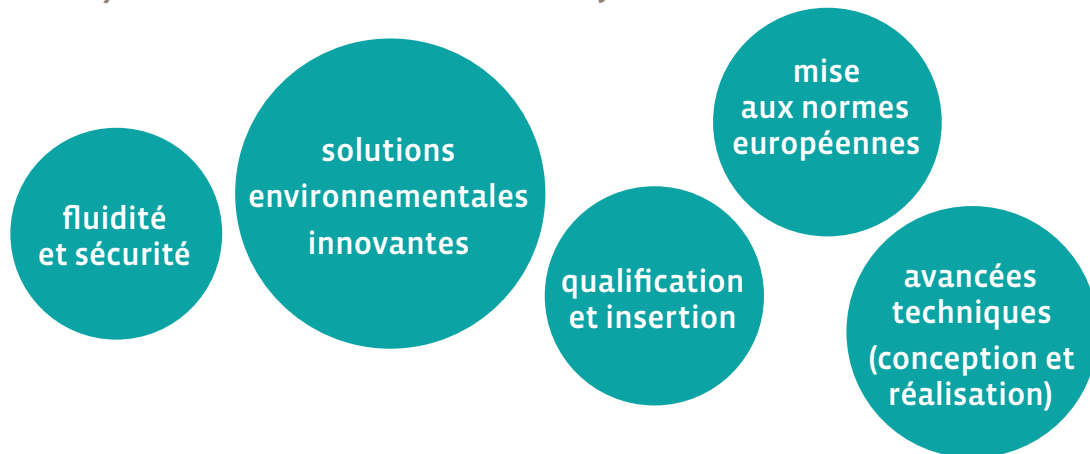 fluidité
et sécurité
solutions
environnementales
innovantes
qualification
et insertion
mise
aux normes
européennes
avancées
techniques
(conception et
réalisation)